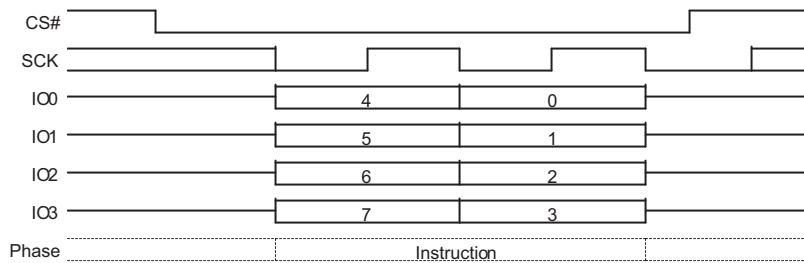 CS#
SCK
IO0 4 0
IO1 5 1
IO2 6 2
IO3 7 3
Phase Instruction